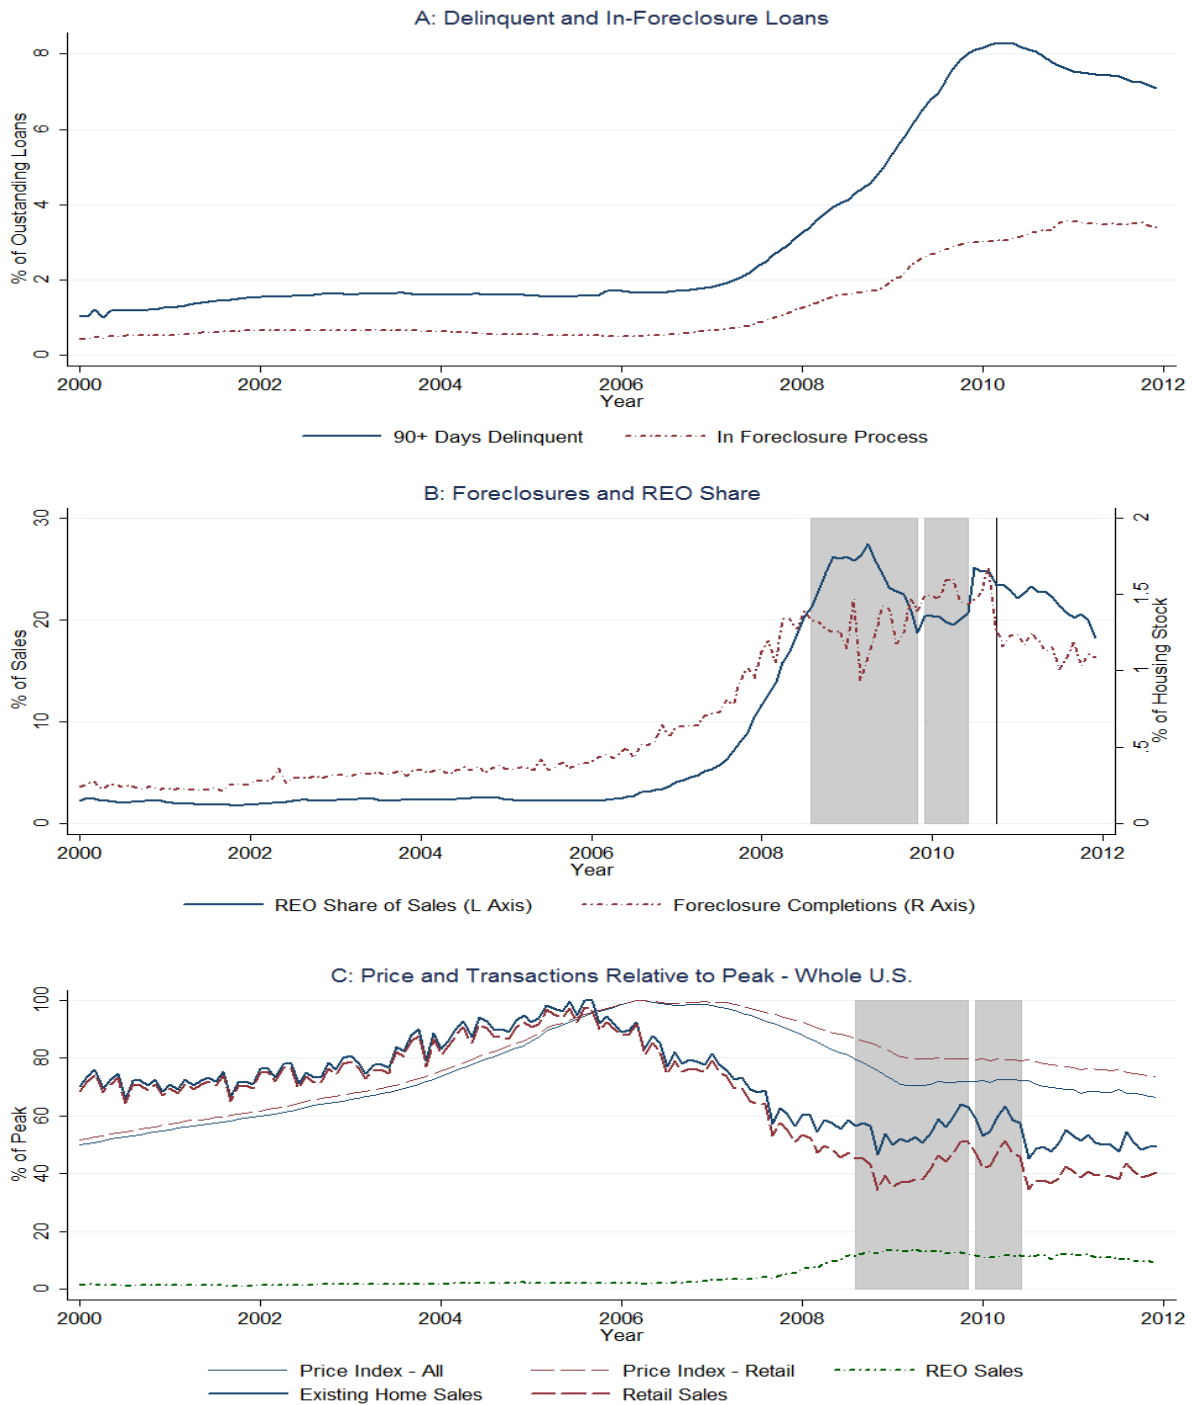 A: Delinquent and In-Foreclosure Loans
% of Oustanding Loans
8
6
4
2
0
2000 2002 2004 2006 2008 2010 2012
Year
90+ Days Delinquent In Foreclosure Process
B: Foreclosures and REO Share
% of Sales
30
20
10
0
% of Housing Stock
2
1.5
1
.5
0
2000 2002 2004 2006 2008 2010 2012
Year
REO Share of Sales (L Axis) Foreclosure Completions (R Axis)
C: Price and Transactions Relative to Peak - Whole U.S.
% of Peak
100
80
60
40
20
0
2000 2002 2004 2006 2008 2010 2012
Year
Price Index - All Price Index - Retail REO Sales
Existing Home Sales Retail Sales